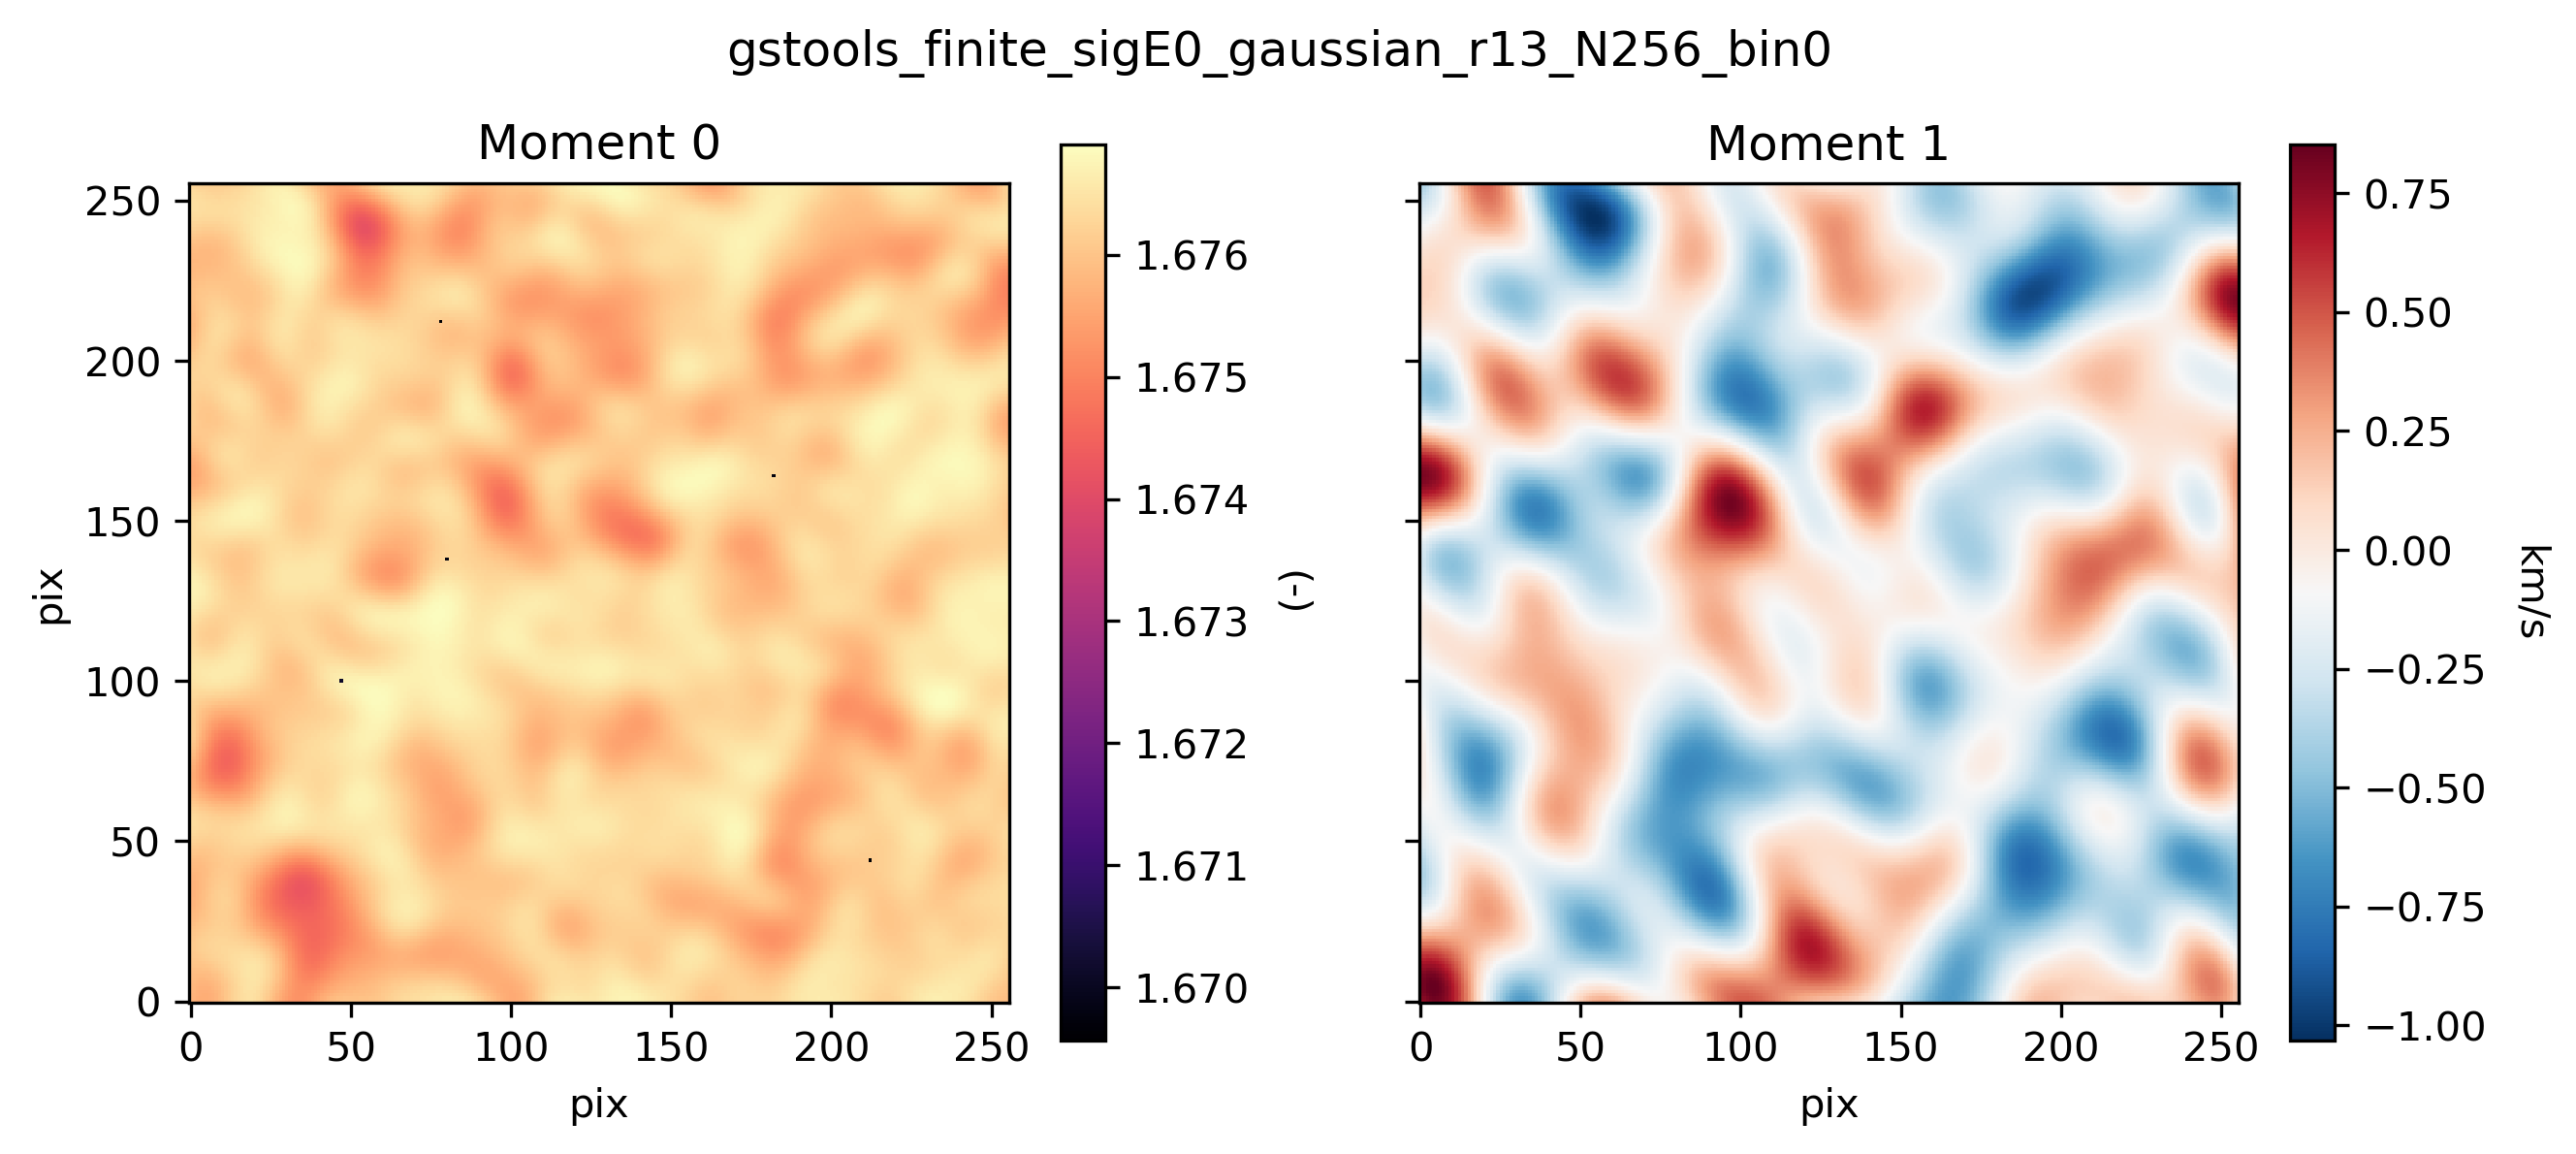 gstools_finite_sigE0_gaussian_r13_N256_bin0
Moment 0
250
200
150
100
50
0
0 50 100 150 200 250
pix
pix
1.676
1.675
1.674
1.673
1.672
1.671
1.670
(-)
Moment 1
0 50 100 150 200 250
pix
0.75
0.50
0.25
0.00
−0.25
−0.50
−0.75
−1.00
km/s